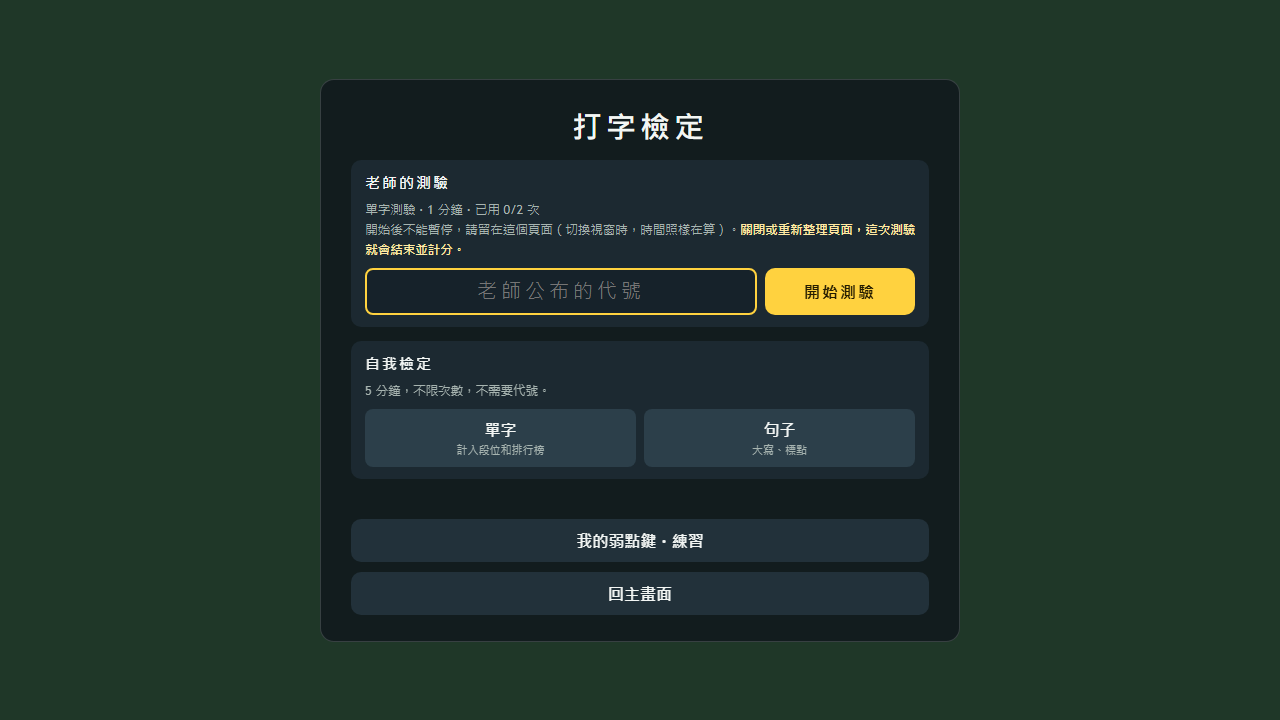 打字檢定
老師的測驗
單字測驗・1 分鐘・已用 0/2 次
開始後不能暫停，請留在這個頁面（切換視窗時，時間照樣在算）。關閉或重新整理頁面，這次測驗
就會結束並計分。
老師公布的代號
開始測驗
自我檢定
5 分鐘，不限次數，不需要代號。
單字
計入段位和排行榜
句子
大寫、標點
我的弱點鍵・練習
回主畫面